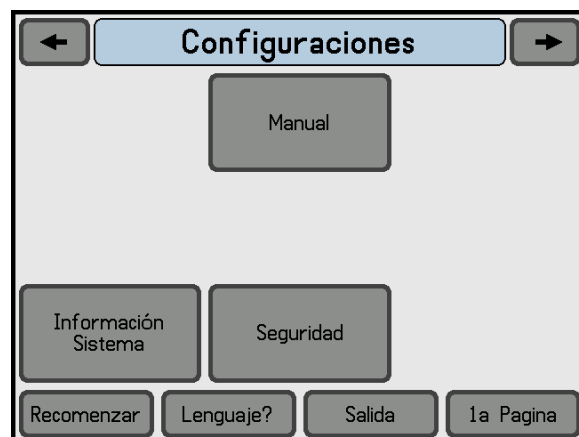 Configuraciones
Manual
Información
Sistema
Seguridad
Recomenzar
Lenguaje?
Salida
1a Pagina